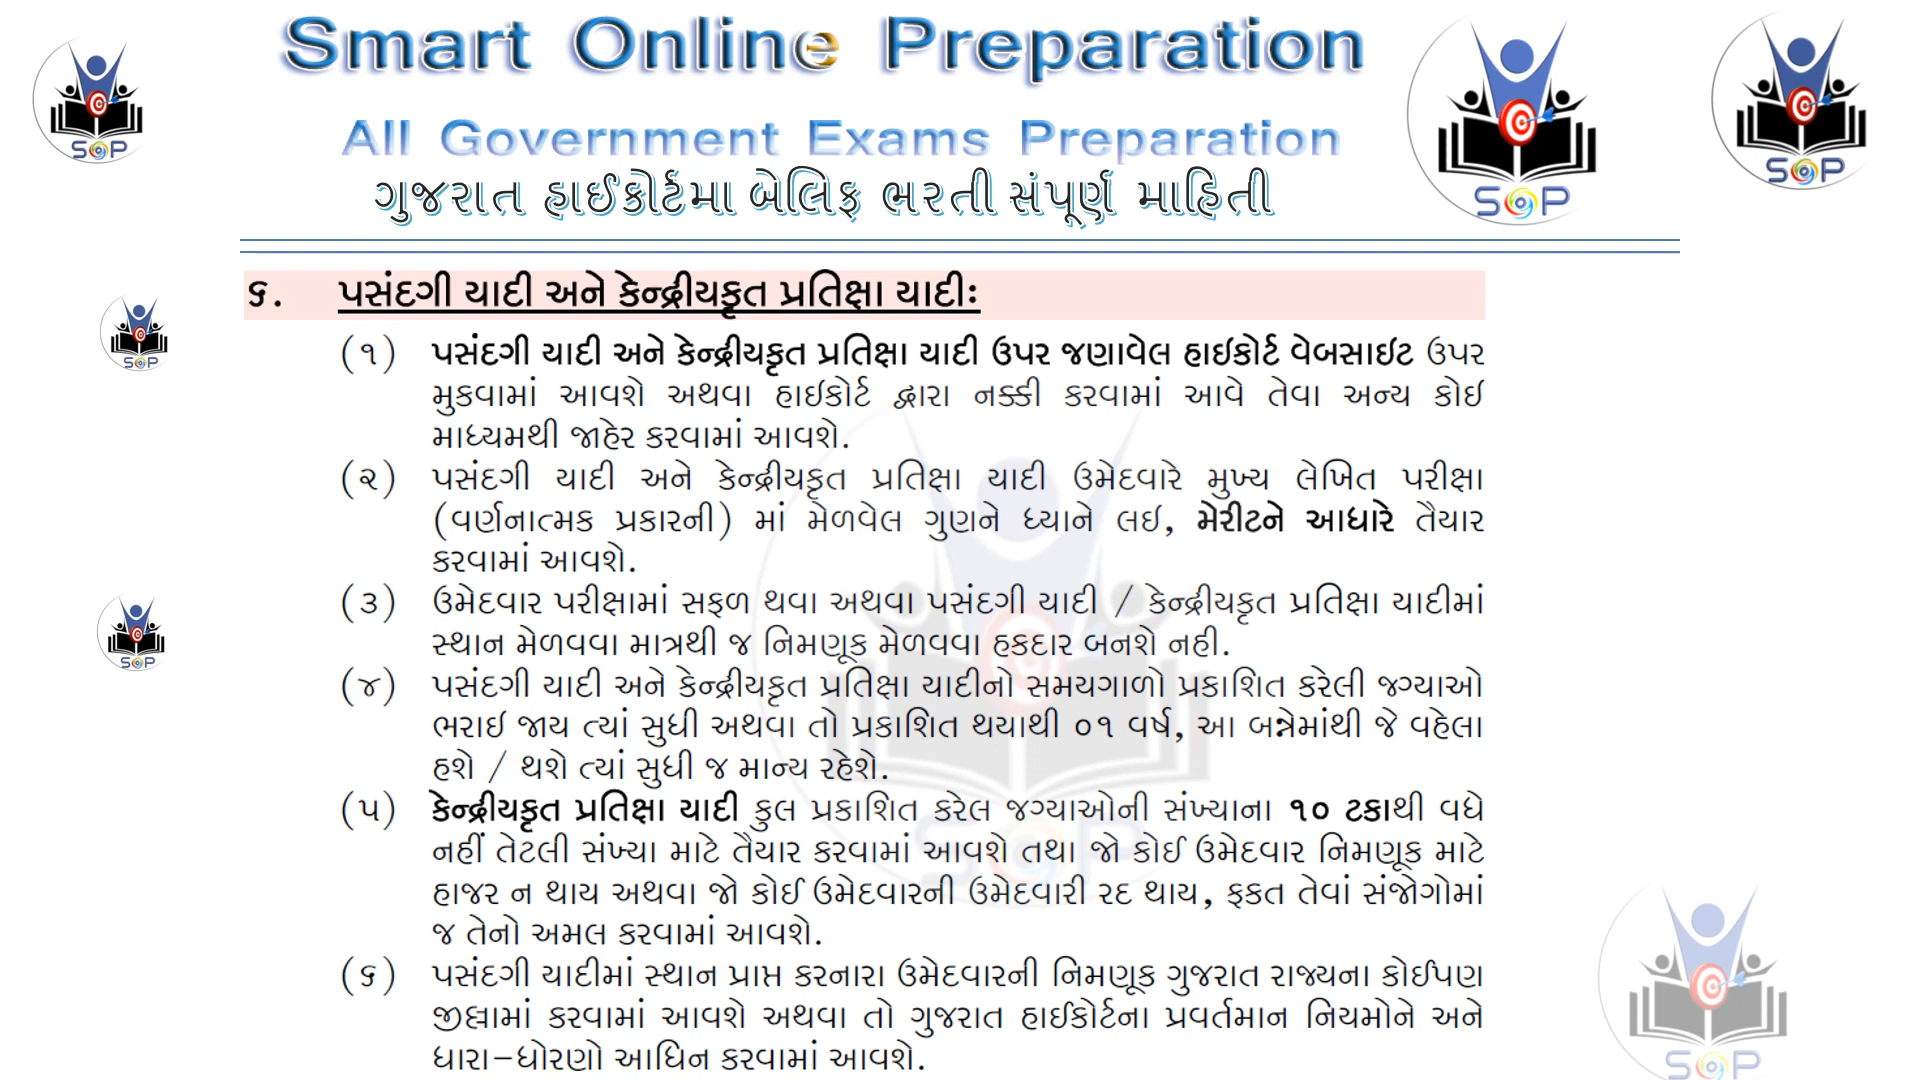 Smart Online Preparation
All Government Exams Preparation
ગુજરાત હાઈકોર્ટમા બેલિફ ભરતી સંપૂર્ણ માહિતી
SOP
SOP
SOP
૬. પસંદગી યાદી અને કેન્દ્રીયકૃત પ્રતિક્ષા યાદીઃ
(૧) પસંદગી યાદી અને કેન્દ્રીયકૃત પ્રતિક્ષા યાદી ઉપર જણાવેલ હાઇકોર્ટ વેબસાઇટ ઉપર
મુકવામાં આવશે અથવા હાઇકોર્ટ દ્વારા નક્કી કરવામાં આવે તેવા અન્ય કોઇ
માધ્યમથી જાહેર કરવામાં આવશે.
(૨) પસંદગી યાદી અને કેન્દ્રીયકૃત પ્રતિક્ષા યાદી ઉમેદવારે મુખ્ય લેખિત પરીક્ષા
(વર્ણનાત્મક પ્રકારની) માં મેળવેલ ગુણને ધ્યાને લઇ, મેરીટને આધારે તૈયાર
કરવામાં આવશે.
(૩) ઉમેદવાર પરીક્ષામાં સફળ થવા અથવા પસંદગી યાદી / કેન્દ્રીયકૃત પ્રતિક્ષા યાદીમાં
સ્થાન મેળવવા માત્રથી જ નિમણૂક મેળવવા હકદાર બનશે નહી.
(૪) પસંદગી યાદી અને કેન્દ્રીયકૃત પ્રતિક્ષા યાદીનો સમયગાળો પ્રકાશિત કરેલી જગ્યાઓ
ભરાઇ જાય ત્યાં સુધી અથવા તો પ્રકાશિત થયાથી ૦૧ વર્ષ, આ બન્નેમાંથી જે વહેલા
હશે / થશે ત્યાં સુધી જ માન્ય રહેશે.
(૫) કેન્દ્રીયકૃત પ્રતિક્ષા યાદી કુલ પ્રકાશિત કરેલ જગ્યાઓની સંખ્યાના ૧૦ ટકાથી વધે
નહીં તેટલી સંખ્યા માટે તૈયાર કરવામાં આવશે તથા જો કોઈ ઉમેદવાર નિમણૂક માટે
હાજર ન થાય અથવા જો કોઈ ઉમેદવારની ઉમેદવારી રદ થાય, ફકત તેવાં સંજોગોમાં
જ તેનો અમલ કરવામાં આવશે.
(૬) પસંદગી યાદીમાં સ્થાન પ્રાપ્ત કરનારા ઉમેદવારની નિમણૂક ગુજરાત રાજ્યના કોઈપણ
જીલ્લામાં કરવામાં આવશે અથવા તો ગુજરાત હાઈકોર્ટના પ્રવર્તમાન નિયમોને અને
ધારા-ધોરણો આધિન કરવામાં આવશે.
SOP
SOP
SOP
SOP